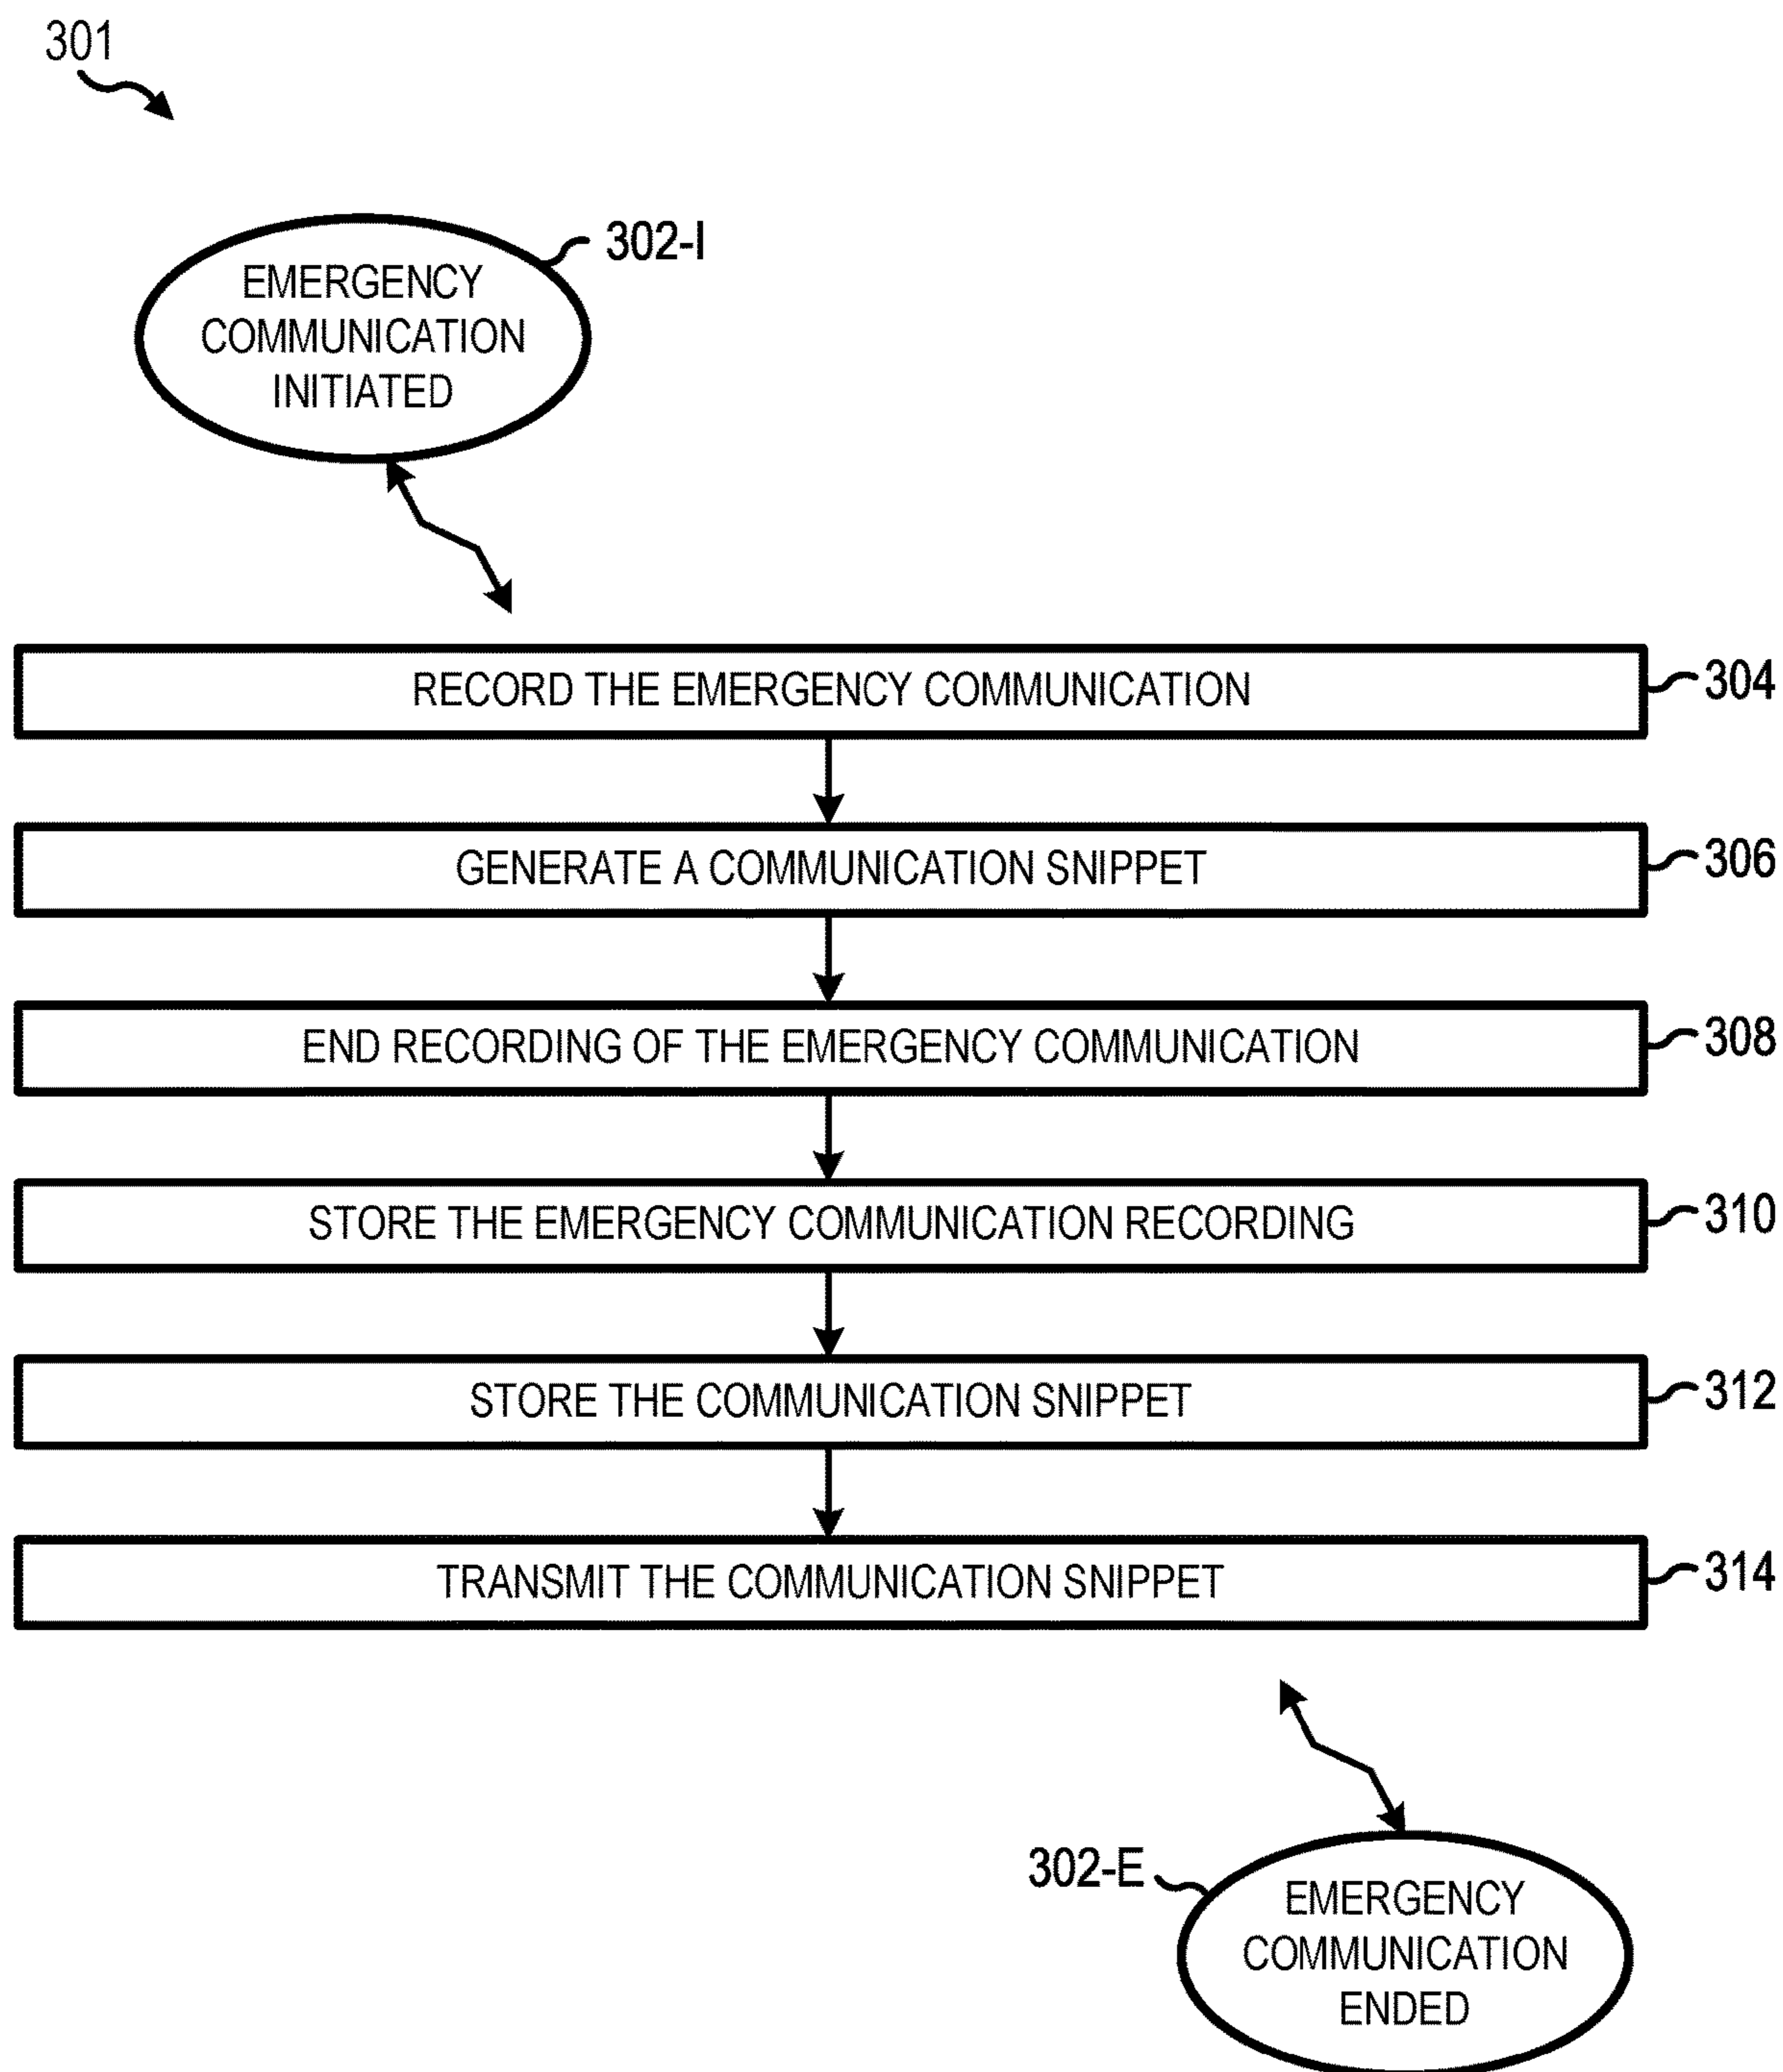 301
302-I
EMERGENCY
COMMUNICATION
INITIATED
RECORD THE EMERGENCY COMMUNICATION
304
GENERATE A COMMUNICATION SNIPPET
306
END RECORDING OF THE EMERGENCY COMMUNICATION
308
STORE THE EMERGENCY COMMUNICATION RECORDING
310
STORE THE COMMUNICATION SNIPPET
312
TRANSMIT THE COMMUNICATION SNIPPET
314
302-E
EMERGENCY
COMMUNICATION
ENDED